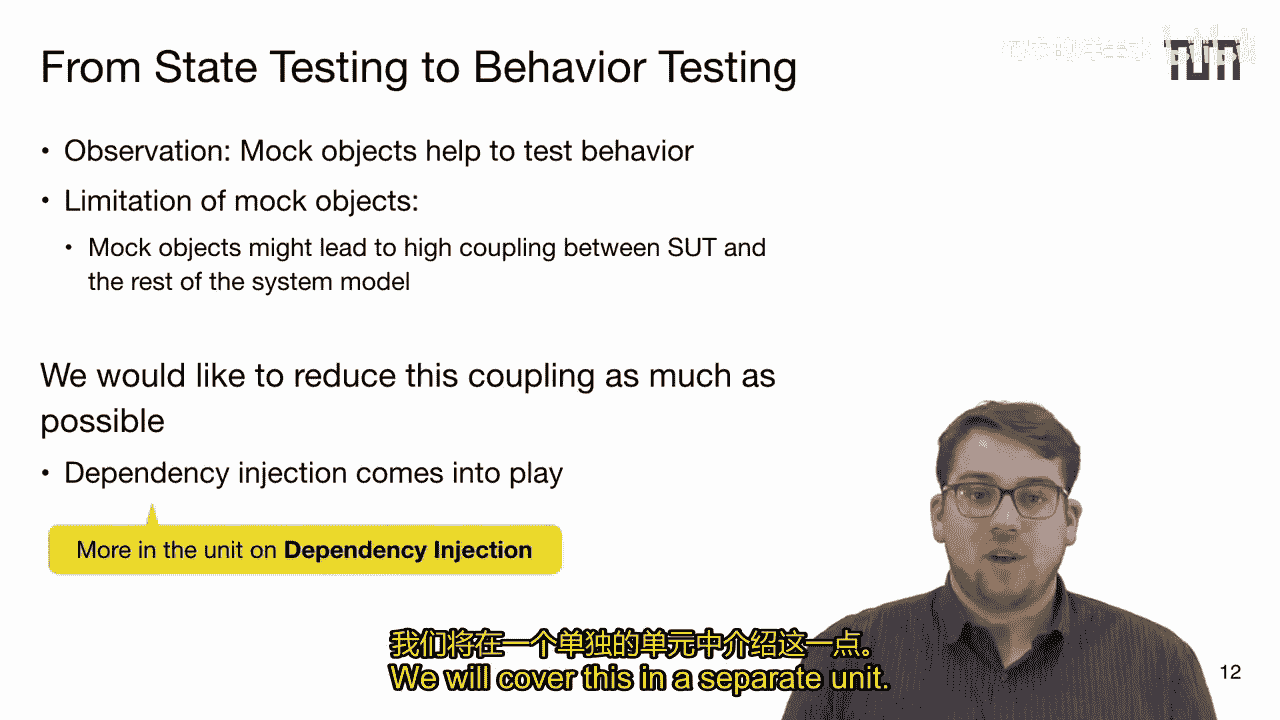 From State Testing to Behavior Testing
• Observation: Mock objects help to test behavior
• Limitation of mock objects:
• Mock objects might lead to high coupling between SUT and
the rest of the system model
We would like to reduce this coupling as much as
possible
• Dependency injection comes into play
More in the unit on Dependency Injection
我们将在一个单独的单元中介绍这一点。
We will cover this in a separate unit.
12